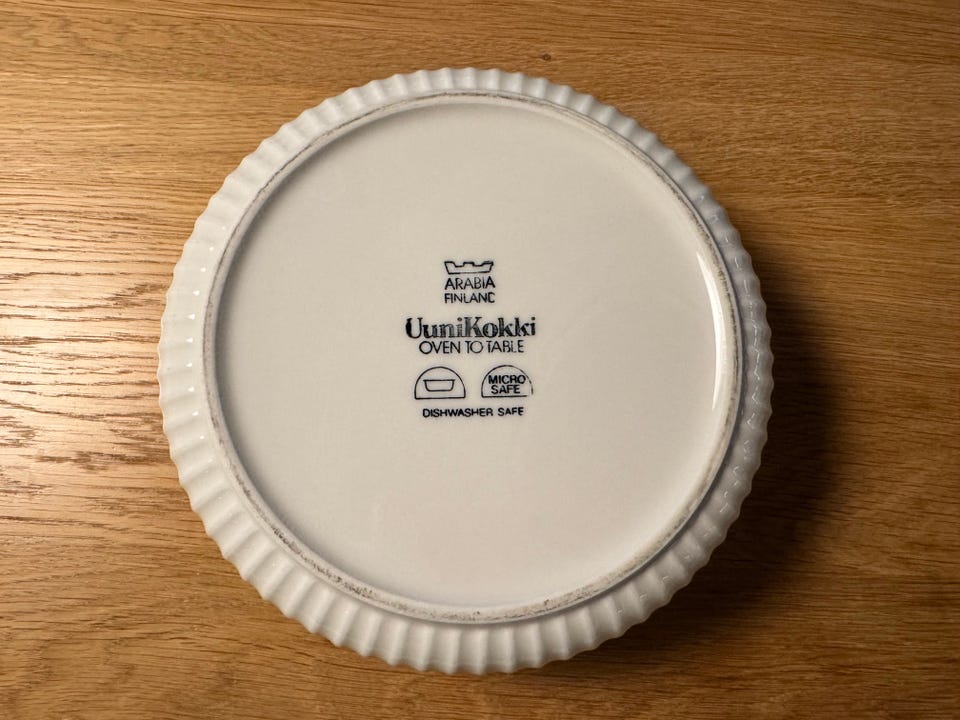 ARABIA
FINLAND
UuniKokki
OVEN TO TABLE
MICRO
SAFE
DISHWASHER SAFE